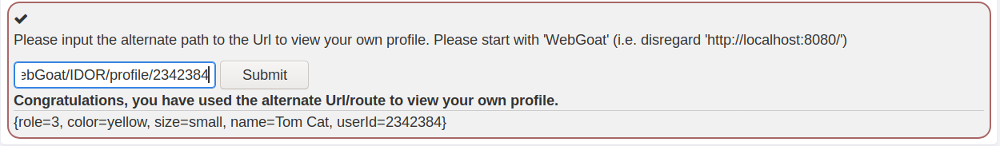 Please input the alternate path to the Url to view your own profile. Please start with 'WebGoat' (i.e. disregard 'http://localhost:8080/')
ebGoat/IDOR/profile/2342384 Submit
Congratulations, you have used the alternate Url/route to view your own profile.
{role=3, color=yellow, size=small, name=Tom Cat, userId=2342384}